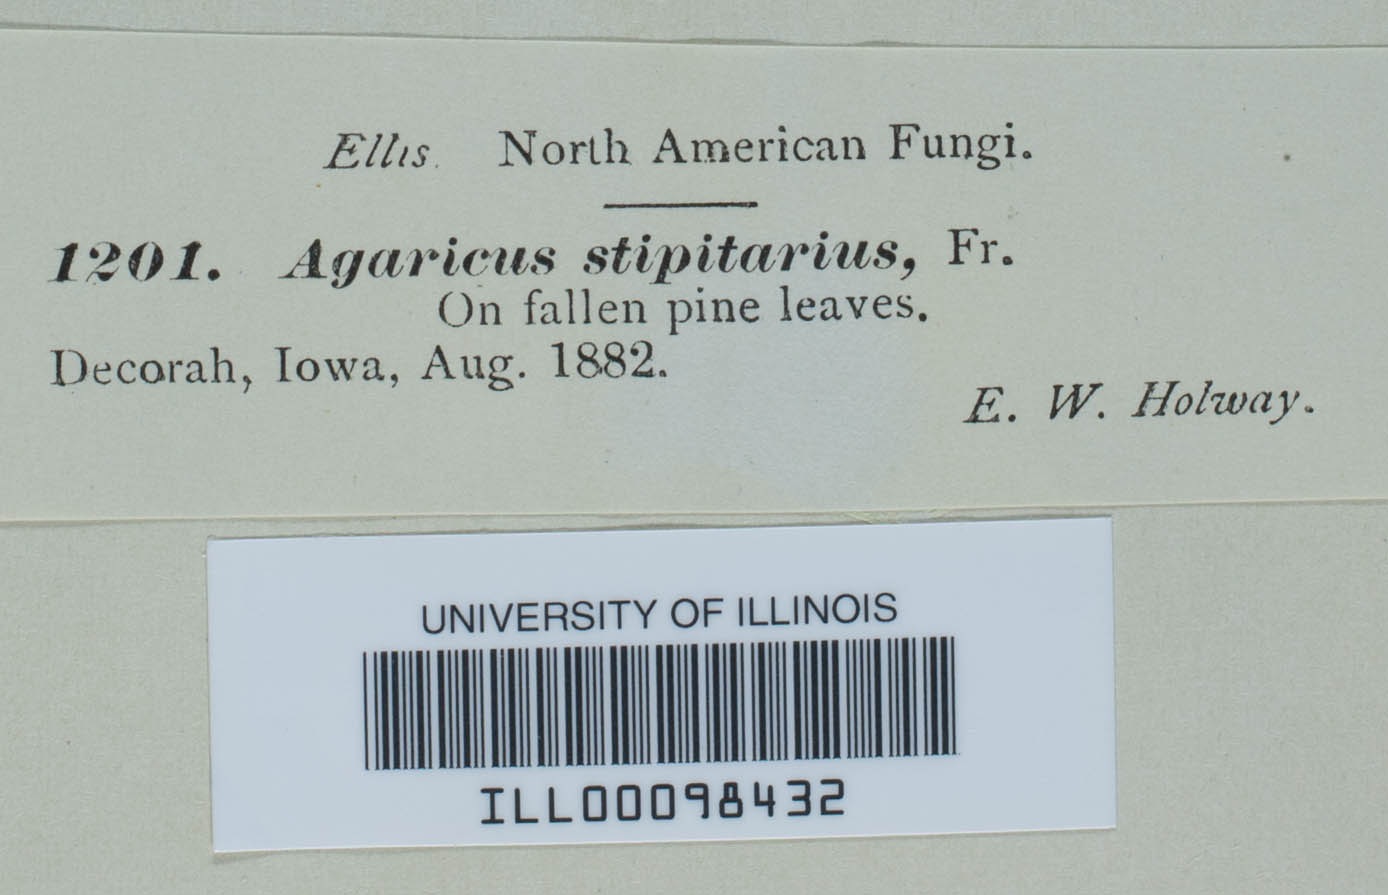 Ellis. North American Fungi.
1201. Agaricus stipitarius, Fr.
On fallen pine leaves.
Decorah, Iowa, Aug. 1882.
E. W. Holway.
UNIVERSITY OF ILLINOIS
ILL00098432